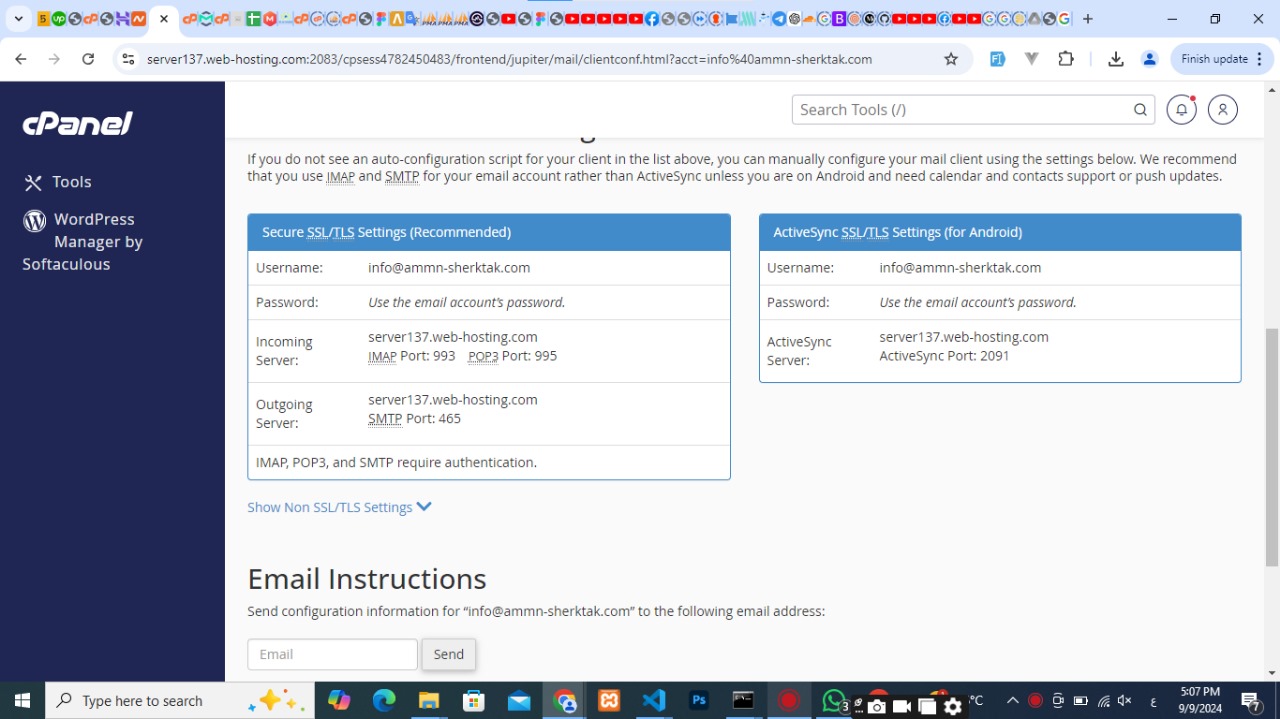 server137.web-hosting.com:2083/cpsess4782450483/frontend/jupiter/mail/clientconf.html?acct=info%40ammn-sherktak.com
Finish update
cPanel
Search Tools (/)
Tools
WordPress
Manager by
Softaculous
If you do not see an auto-configuration script for your client in the list above, you can manually configure your mail client using the settings below. We recommend
that you use IMAP and SMTP for your email account rather than ActiveSync unless you are on Android and need calendar and contacts support or push updates.
Secure SSL/TLS Settings (Recommended)
Username: info@ammn-sherktak.com
Password: Use the email account's password.
Incoming Server: server137.web-hosting.com
IMAP Port: 993 POP3 Port: 995
Outgoing Server: server137.web-hosting.com
SMTP Port: 465
IMAP, POP3, and SMTP require authentication.
ActiveSync SSL/TLS Settings (for Android)
Username: info@ammn-sherktak.com
Password: Use the email account's password.
ActiveSync Server: server137.web-hosting.com
ActiveSync Port: 2091
Show Non SSL/TLS Settings
Email Instructions
Send configuration information for “info@ammn-sherktak.com” to the following email address:
Email
Send
Type here to search
Ps
3
°C
ع
5:07 PM
9/9/2024
7